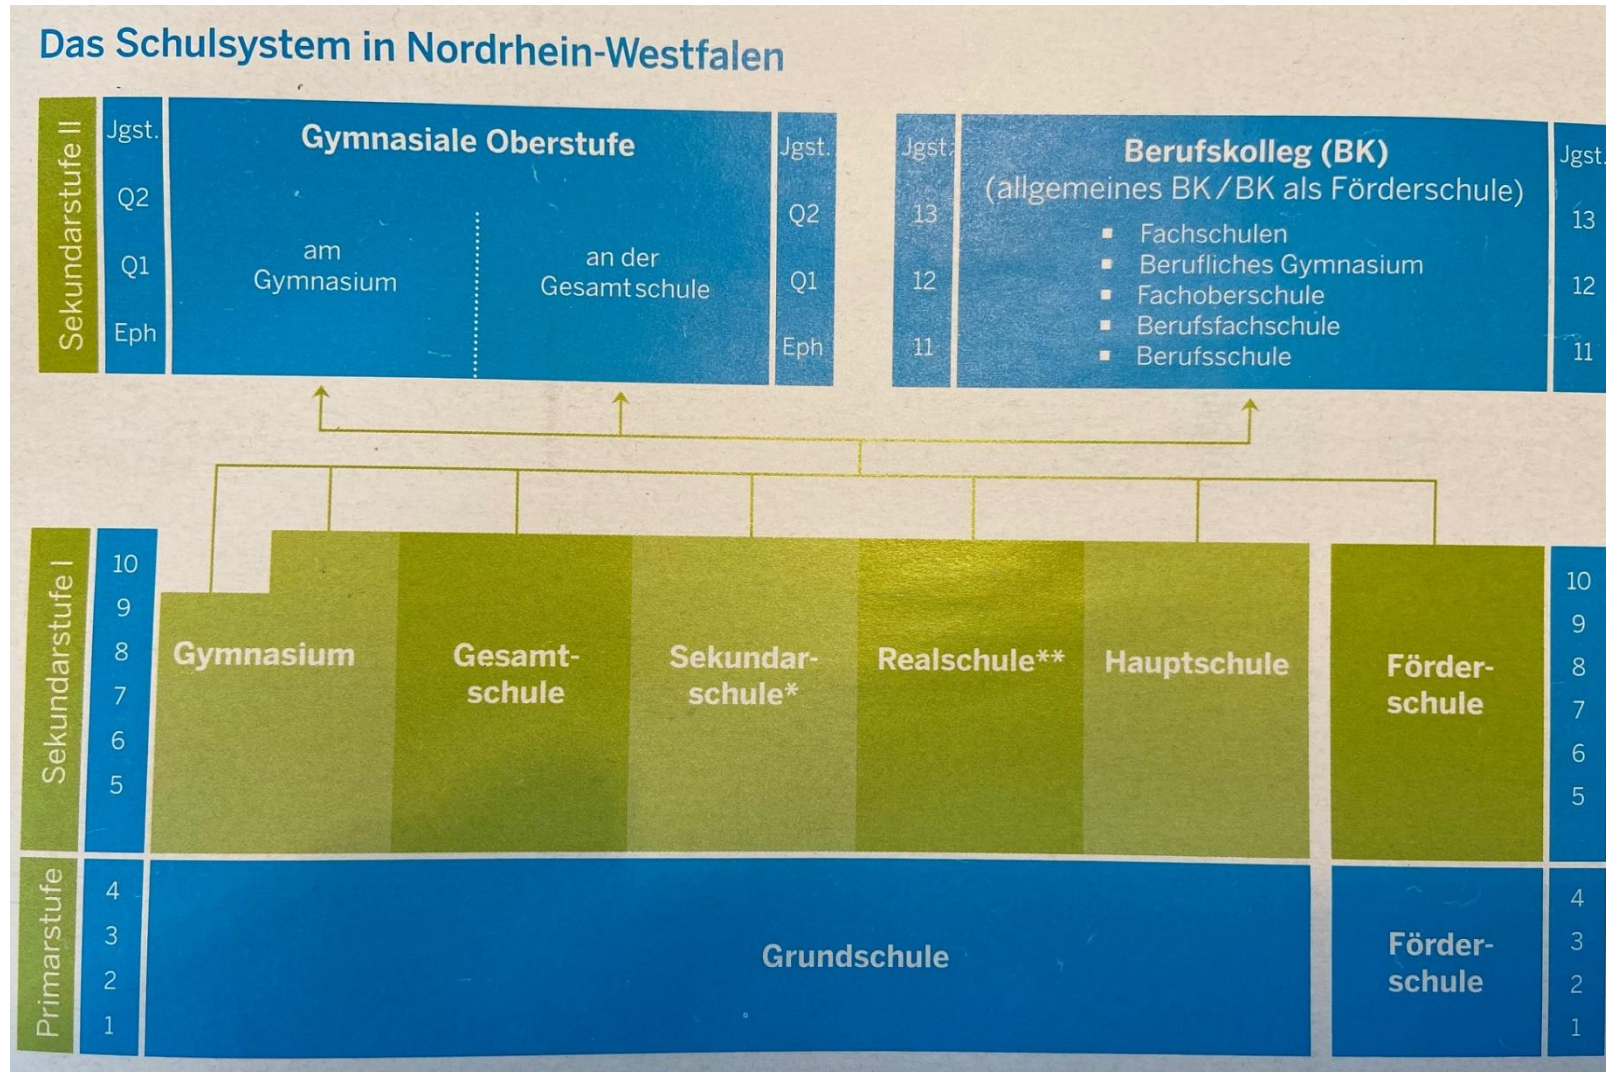 Das Schulsystem in Nordrhein-Westfalen
Sekundarstufe II
Jgst.
Q2
Q1
Eph
Gymnasiale Oberstufe
am
Gymnasium
an der
Gesamtschule
Jgst.
Q2
Q1
Eph
Jgst.
13
12
11
Berufskolleg (BK)
(allgemeines BK/BK als Förderschule)
▪ Fachschulen
▪ Berufliches Gymnasium
▪ Fachoberschule
▪ Berufsfachschule
▪ Berufsschule
Jgst.
13
12
11
Sekundarstufe I
10
9
8
7
6
5
Gymnasium
Gesamt-
schule
Sekundar-
schule*
Realschule**
Hauptschule
Förder-
schule
10
9
8
7
6
5
Primarstufe
4
3
2
1
Grundschule
Förder-
schule
4
3
2
1